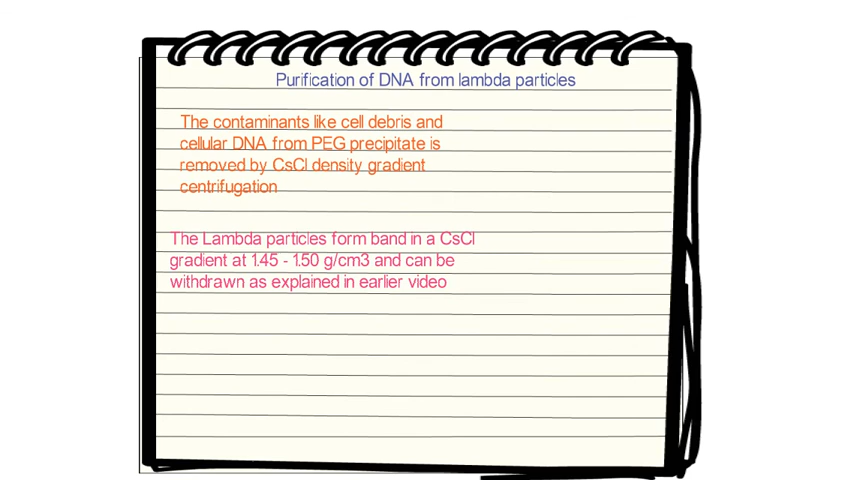 Purification of DNA from lambda particles
The contaminants like cell debris and
cellular DNA from PEG precipitate is
removed by CsCl density gradient
centrifugation
The Lambda particles form band in a CsCl
gradient at 1.45 - 1.50 g/cm3 and can be
withdrawn as explained in earlier video